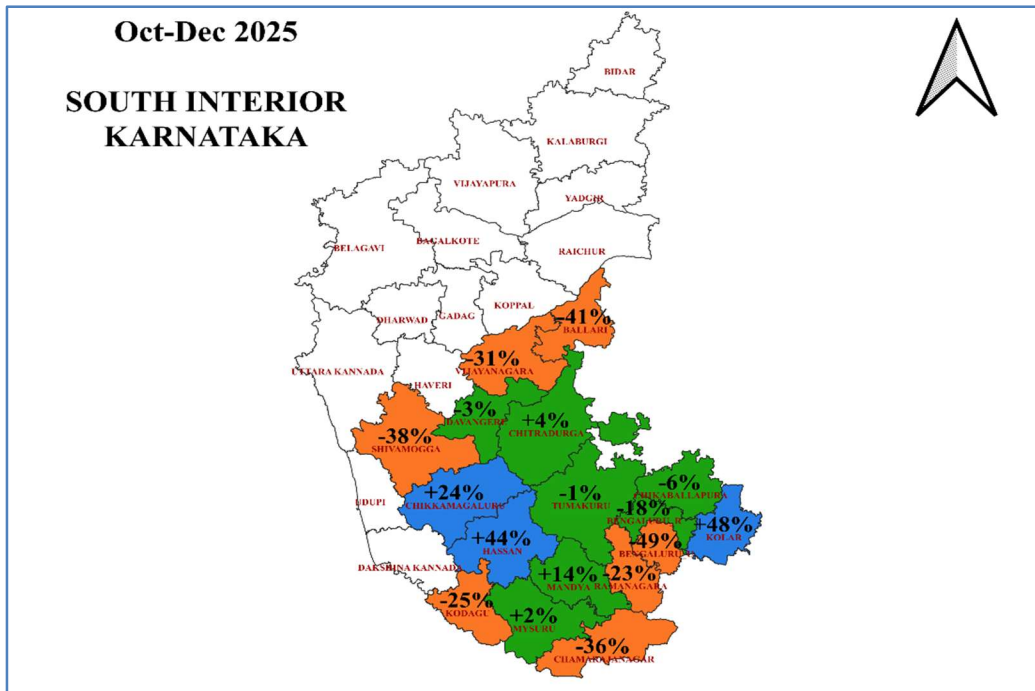 Oct-Dec 2025
SOUTH INTERIOR
KARNATAKA
BIDAR
KALABURGI
VIJAYAPURA
YADGIR
BAGALKOTE
BELAGAVI
RAICHUR
KOPPAL
DHARWAD
GADAG
-41%
BALLARI
-31%
VIJAYANAGARA
UTTARA KANNADA
HAVERI
-3%
DAVANGERE
+4%
CHITRADURGA
-38%
SHIVAMOGGA
+24%
CHIKKAMAGALURU
-1%
TUMAKURU
-6%
CHIKABALLAPURA
UDUPI
-18%
BENGALURU R
+48%
KOLAR
+44%
HASSAN
-49%
BENGALURU
DAKSHINA KANNADA
+14%
MANDYA
-23%
RAMANAGARA
-25%
KODAGU
+2%
MYSURU
-36%
CHAMARAJANAGAR